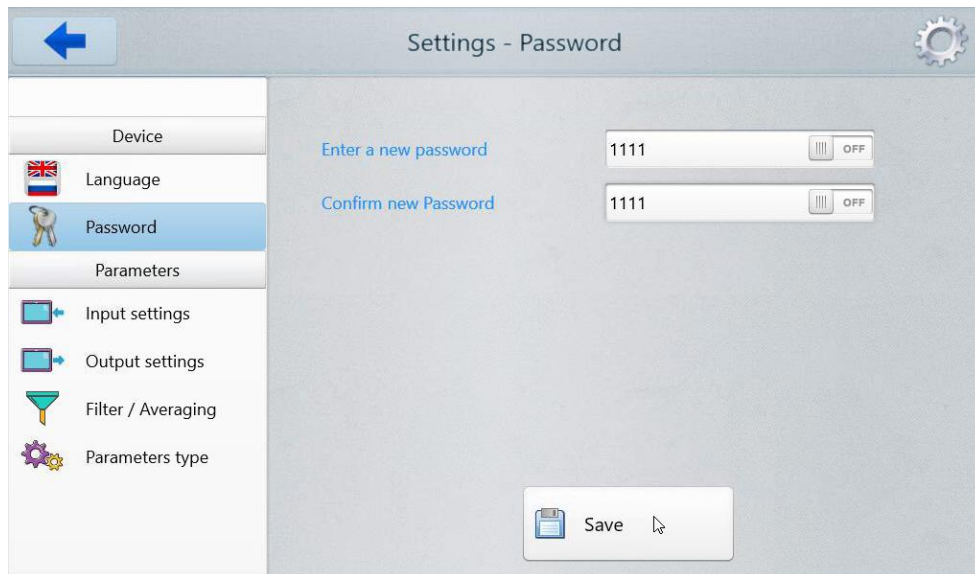 Settings - Password
Device
Language
Password
Parameters
Input settings
Output settings
Filter / Averaging
Parameters type
Enter a new password
1111
OFF
Confirm new Password
1111
OFF
Save